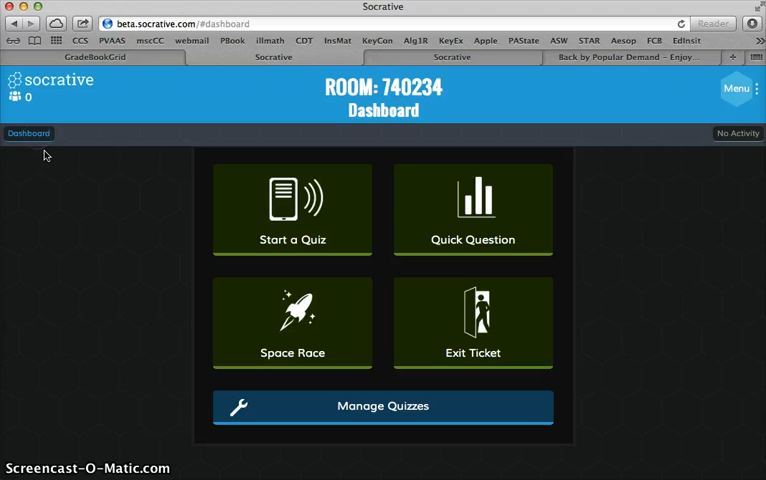 Socrative
beta.socrative.com/#dashboard
Reader
CCS PVAAS mscCC webmail PBook illmath CDT InsMat KeyCon Alg1R KeyEx Apple PAState ASW STAR Aesop FCB EdInsit
GradeBookGrid Socrative Socrative Back by Popular Demand – Enjoy...
socrative
0
ROOM: 740234
Menu
Dashboard
Dashboard
No Activity
Start a Quiz
Quick Question
Space Race
Exit Ticket
Manage Quizzes
Screencast-O-Matic.com